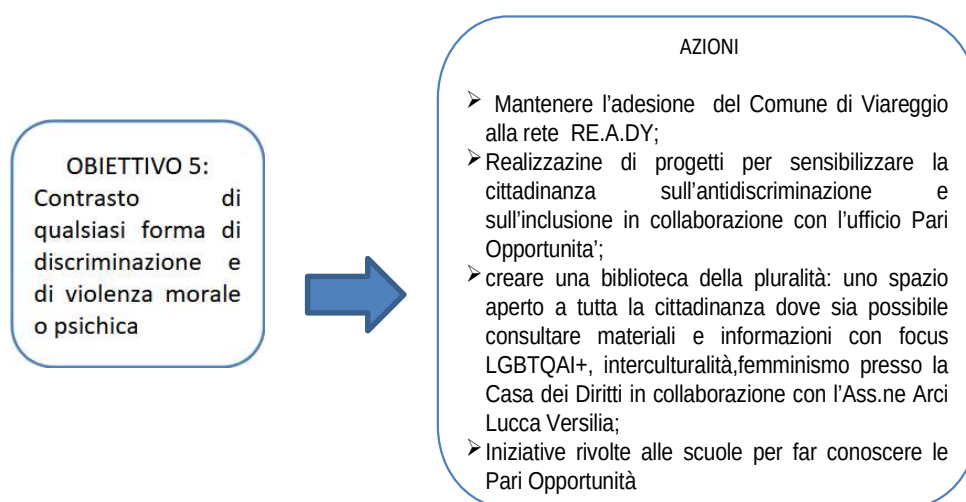 OBIETTIVO 5:
Contrasto di
qualsiasi forma di
discriminazione e
di violenza morale
o psichica
AZIONI
➢ Mantenere l’adesione del Comune di Viareggio
alla rete RE.A.DY;
➢ Realizzazine di progetti per sensibilizzare la
cittadinanza sull’antidiscriminazione e
sull’inclusione in collaborazione con l’ufficio Pari
Opportunita’;
➢ creare una biblioteca della pluralità: uno spazio
aperto a tutta la cittadinanza dove sia possibile
consultare materiali e informazioni con focus
LGBTQAI+, interculturalità,femminismo presso la
Casa dei Diritti in collaborazione con l’Ass.ne Arci
Lucca Versilia;
➢ Iniziative rivolte alle scuole per far conoscere le
Pari Opportunità